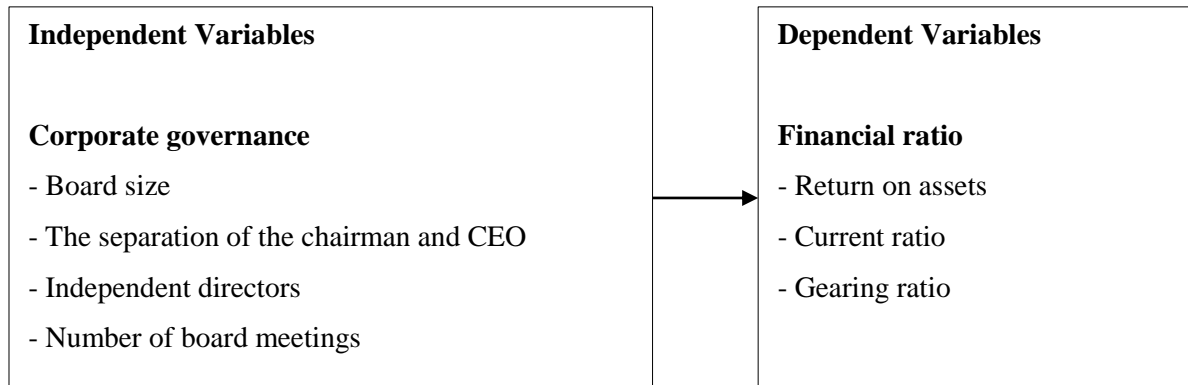 Independent Variables
Corporate governance
- Board size
- The separation of the chairman and CEO
- Independent directors
- Number of board meetings
Dependent Variables
Financial ratio
- Return on assets
- Current ratio
- Gearing ratio